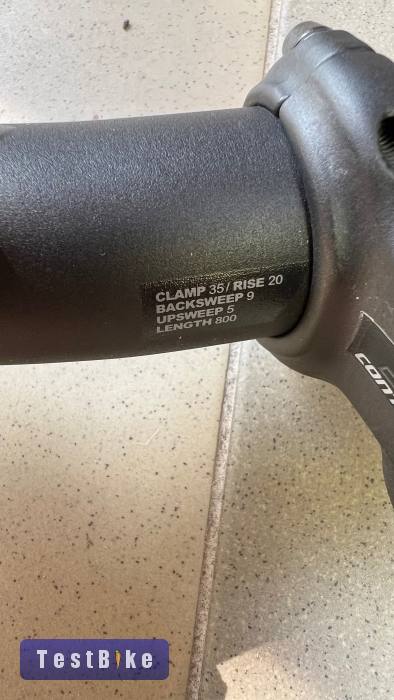 CLAMP 35/ RISE 20
BACKSWEEP 9
UPSWEEP 5
LENGTH 800
TestBike